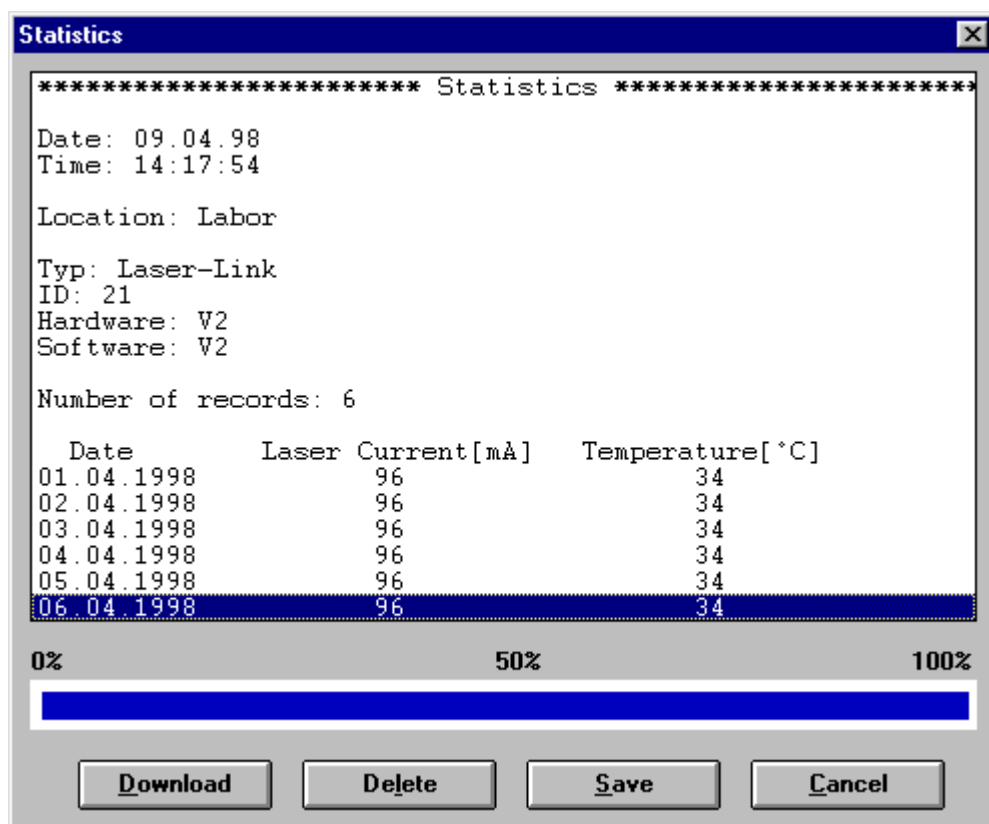 Statistics
************************ Statistics ***********************
Date: 09.04.98
Time: 14:17:54
Location: Labor
Typ: Laser-Link
ID: 21
Hardware: V2
Software: V2
Number of records: 6
Date Laser Current[mA] Temperature[°C]
01.04.1998 96 34
02.04.1998 96 34
03.04.1998 96 34
04.04.1998 96 34
05.04.1998 96 34
06.04.1998 96 34
0% 50% 100%
Download Delete Save Cancel